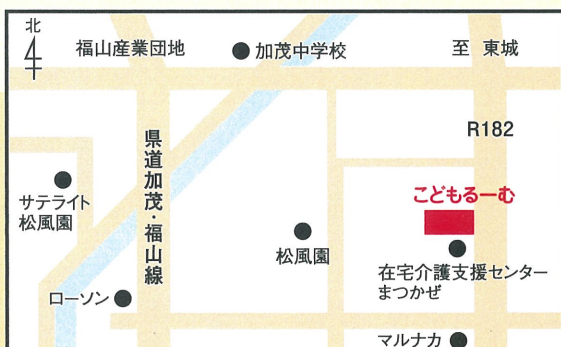 北
福山産業団地
加茂中学校
至 東城
R182
県道加茂・福山線
こどもるーむ
サテライト
松風園
松風園
在宅介護支援センター
まつかぜ
ローソン
マルナカ